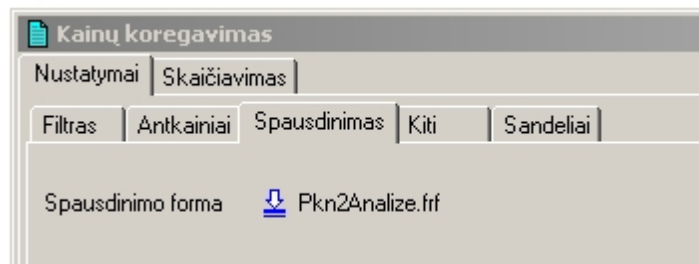 Kainų koregavimas
Nustatymai Skaičiavimas
Filtras Antkainiai Spausdinimas Kiti Sandeliai
Spausdinimo forma Pkn2Analize.frf